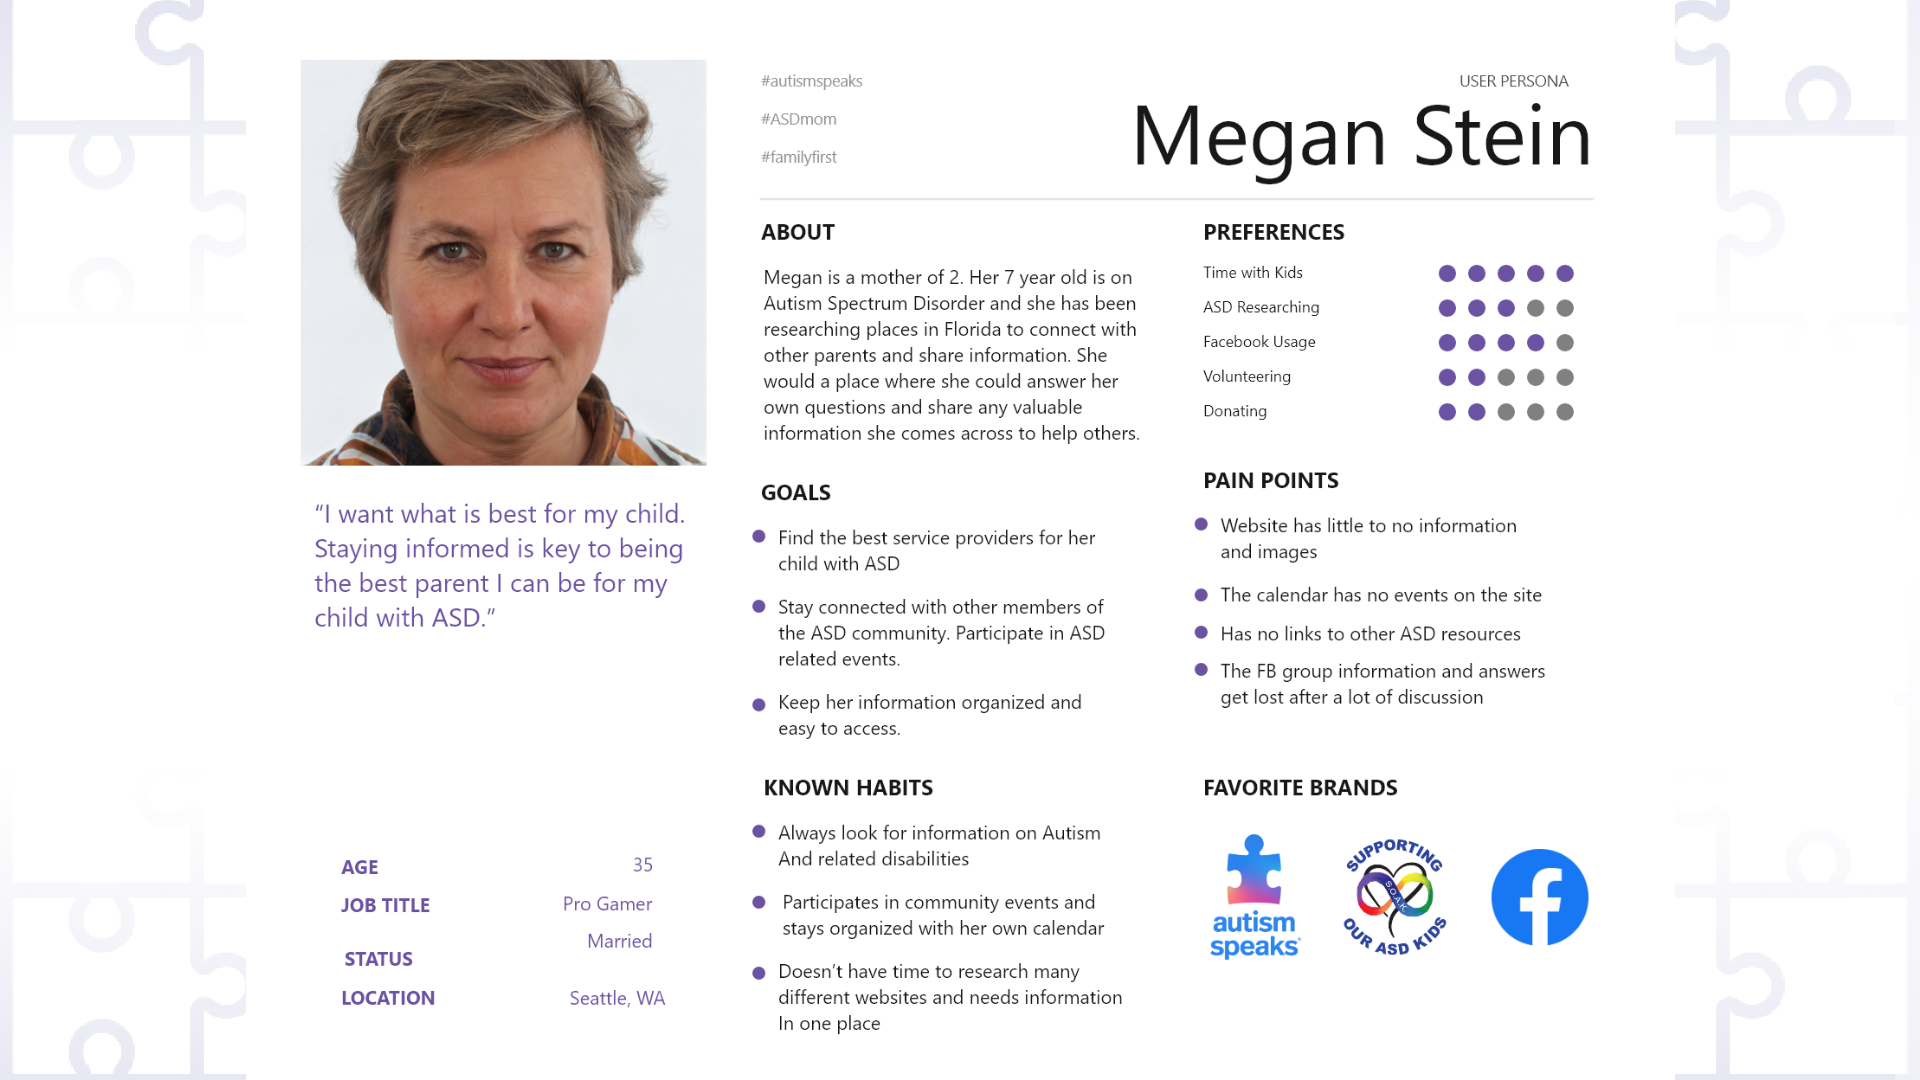 #autismspeaks
#ASDmom
#familyfirst
USER PERSONA
Megan Stein
“I want what is best for my child.
Staying informed is key to being
the best parent I can be for my
child with ASD.”
AGE 35
JOB TITLE Pro Gamer
STATUS Married
LOCATION Seattle, WA
ABOUT
Megan is a mother of 2. Her 7 year old is on
Autism Spectrum Disorder and she has been
researching places in Florida to connect with
other parents and share information. She
would a place where she could answer her
own questions and share any valuable
information she comes across to help others.
GOALS
Find the best service providers for her
child with ASD
Stay connected with other members of
the ASD community. Participate in ASD
related events.
Keep her information organized and
easy to access.
KNOWN HABITS
Always look for information on Autism
And related disabilities
Participates in community events and
stays organized with her own calendar
Doesn’t have time to research many
different websites and needs information
In one place
PREFERENCES
Time with Kids
ASD Researching
Facebook Usage
Volunteering
Donating
PAIN POINTS
Website has little to no information
and images
The calendar has no events on the site
Has no links to other ASD resources
The FB group information and answers
get lost after a lot of discussion
FAVORITE BRANDS
autism
speaks
SUPPORTING
S.O.A.K.
OUR ASD KIDS